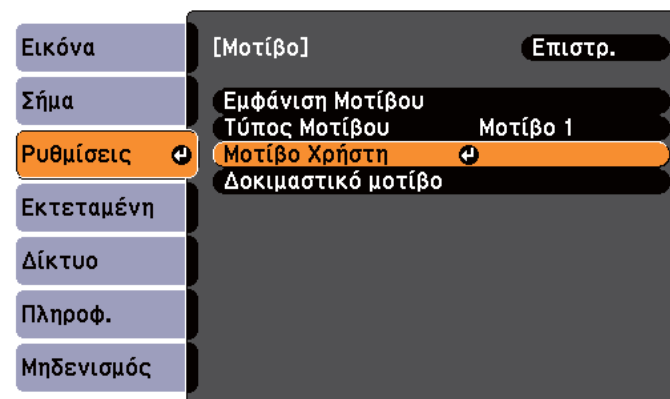 Εικόνα
Σήμα
Ρυθμίσεις
Εκτεταμένη
Δίκτυο
Πληροφ.
Μηδενισμός
[Μοτίβο] Επιστρ.
Εμφάνιση Μοτίβου
Τύπος Μοτίβου Μοτίβο 1
Μοτίβο Χρήστη
Δοκιμαστικό μοτίβο